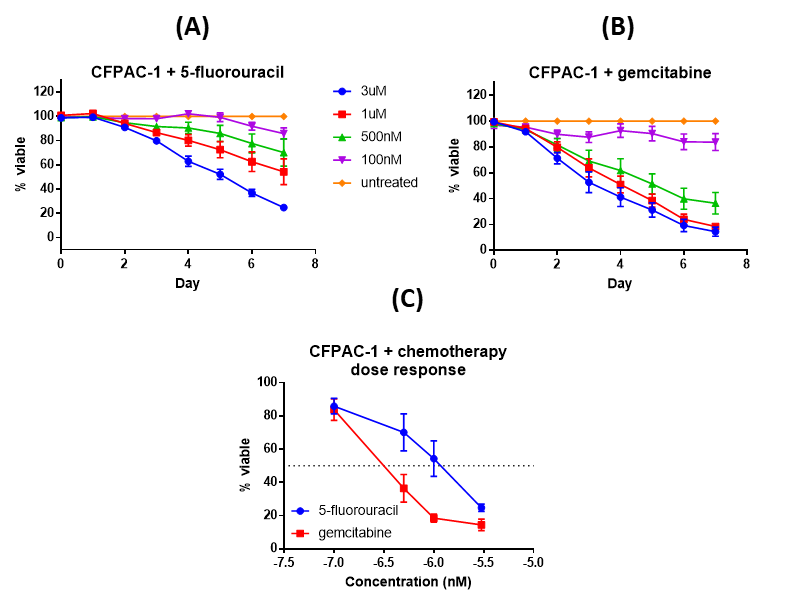 (A)
CFPAC-1 + 5-fluorouracil
% viable
120
100
80
60
40
20
0
0 2 4 6 8
Day
3uM
1uM
500nM
100nM
untreated
(B)
CFPAC-1 + gemcitabine
% viable
120
100
80
60
40
20
0
0 2 4 6 8
Day
(C)
CFPAC-1 + chemotherapy
dose response
% viable
100
80
60
40
20
0
5-fluorouracil
gemcitabine
-7.5 -7.0 -6.5 -6.0 -5.5 -5.0
Concentration (nM)